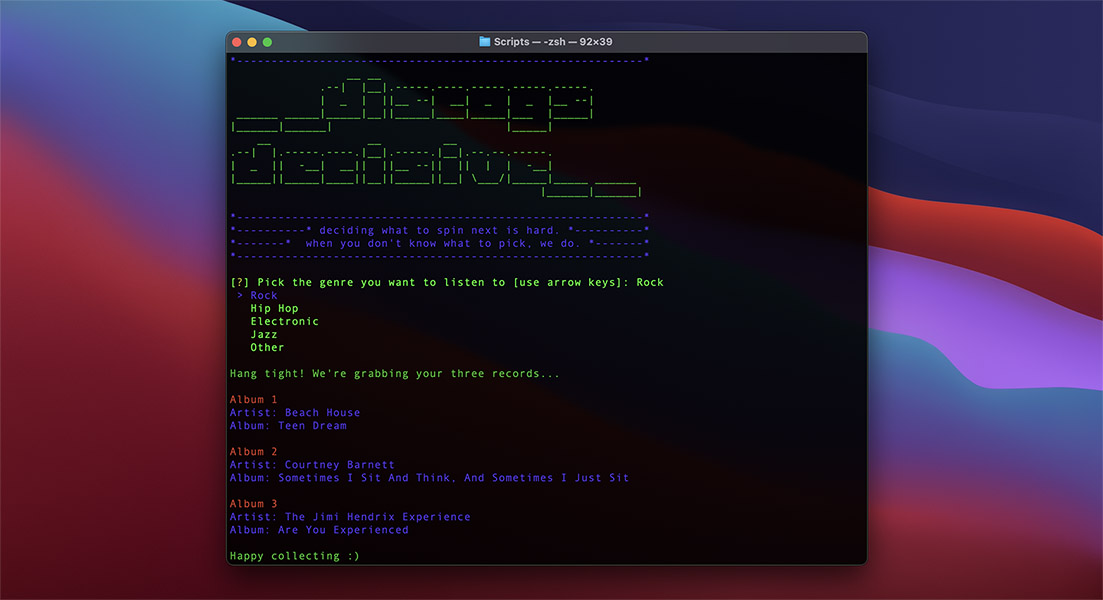 Scripts — -zsh — 92×39
*-----------------------------------------------------------*
discogs
decisive
*-----------------------------------------------------------*
*----------* deciding what to spin next is hard. *----------*
*-------*  when you don't know what to pick, we do. *-------*
*-----------------------------------------------------------*
[?] Pick the genre you want to listen to [use arrow keys]: Rock
> Rock
Hip Hop
Electronic
Jazz
Other
Hang tight! We're grabbing your three records...
Album 1
Artist: Beach House
Album: Teen Dream
Album 2
Artist: Courtney Barnett
Album: Sometimes I Sit And Think, And Sometimes I Just Sit
Album 3
Artist: The Jimi Hendrix Experience
Album: Are You Experienced
Happy collecting :)